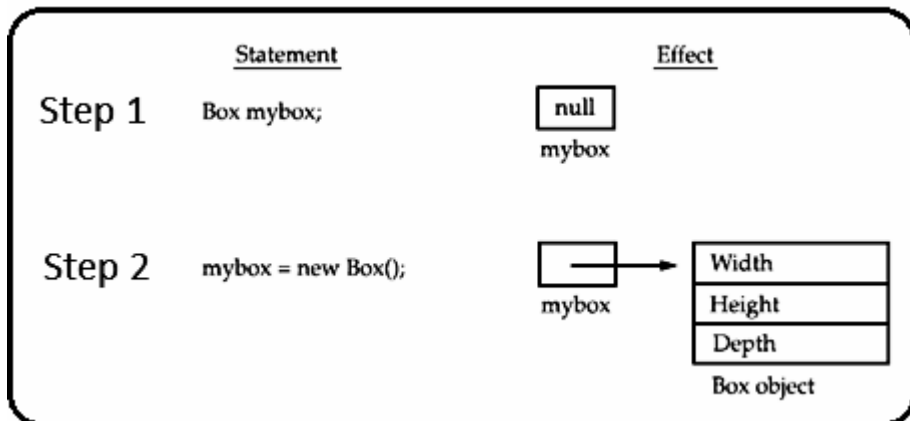 Statement Effect
Step 1 Box mybox; null
mybox
Step 2 mybox = new Box(); Width
mybox Height
Depth
Box object